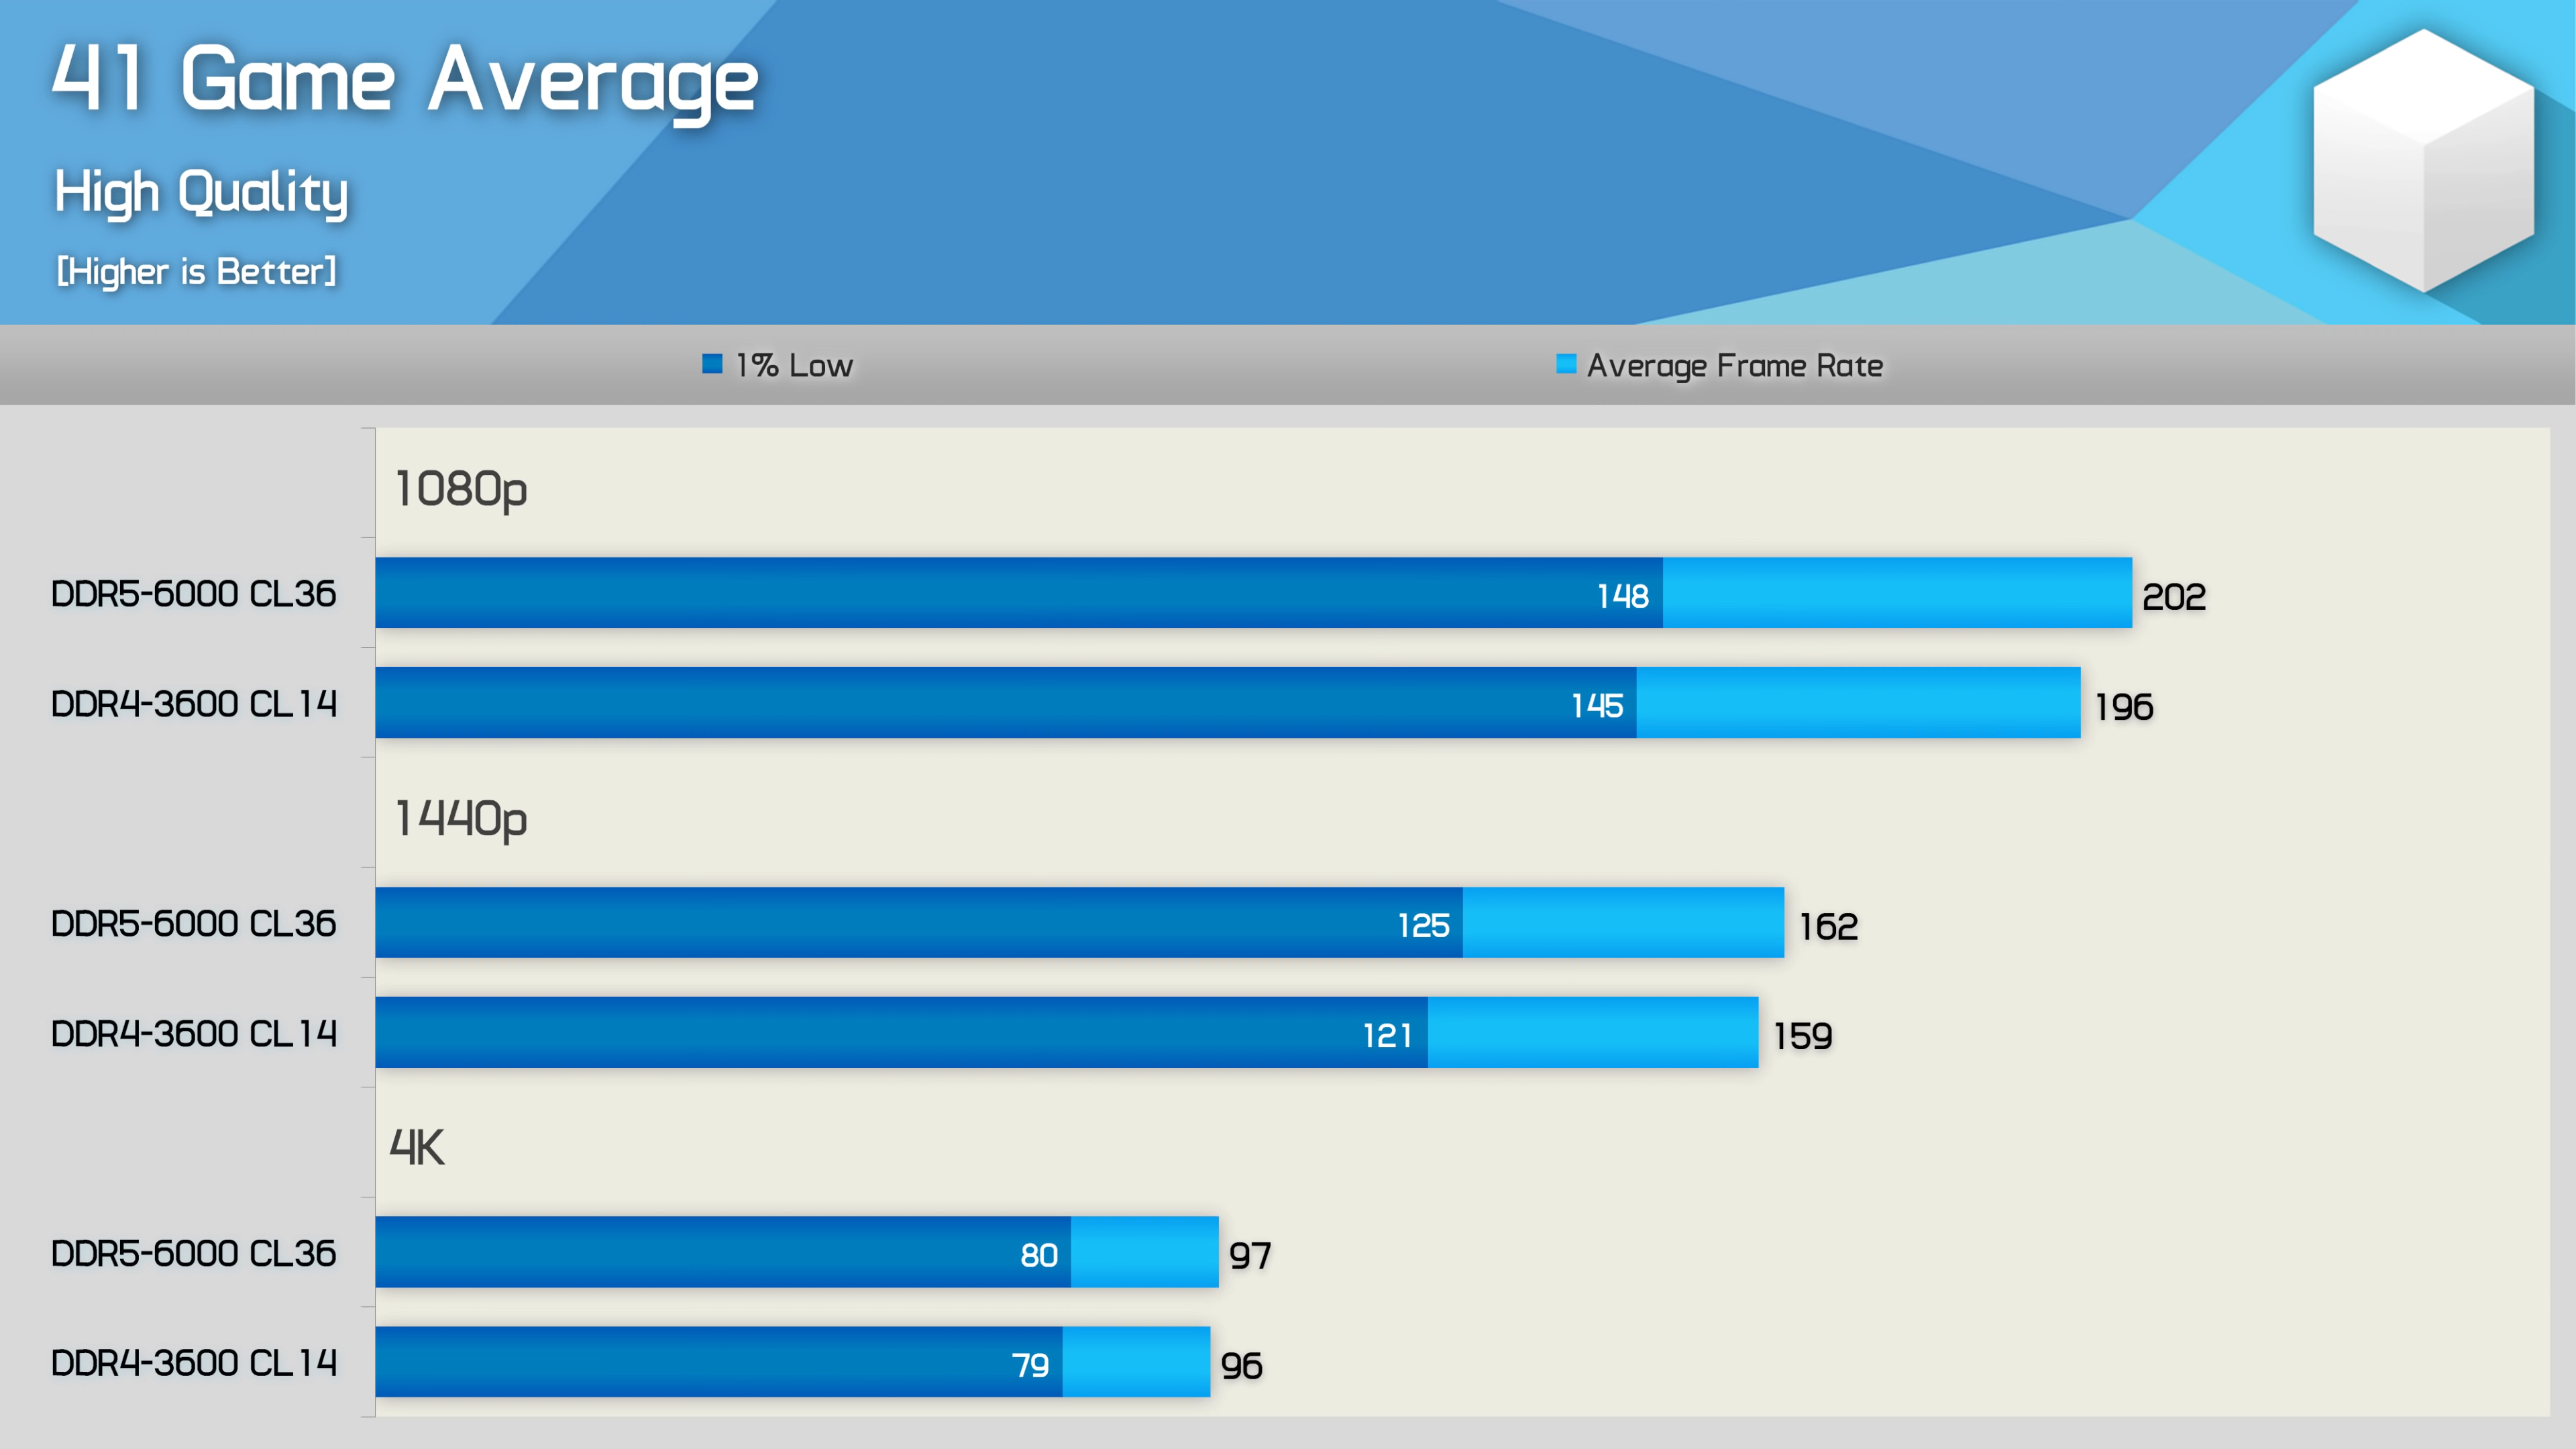 41 Game Average
High Quality
[Higher is Better]
1% Low
Average Frame Rate
1080p
DDR5-6000 CL36 148 202
DDR4-3600 CL14 145 196
1440p
DDR5-6000 CL36 125 162
DDR4-3600 CL14 121 159
4K
DDR5-6000 CL36 80 97
DDR4-3600 CL14 79 96